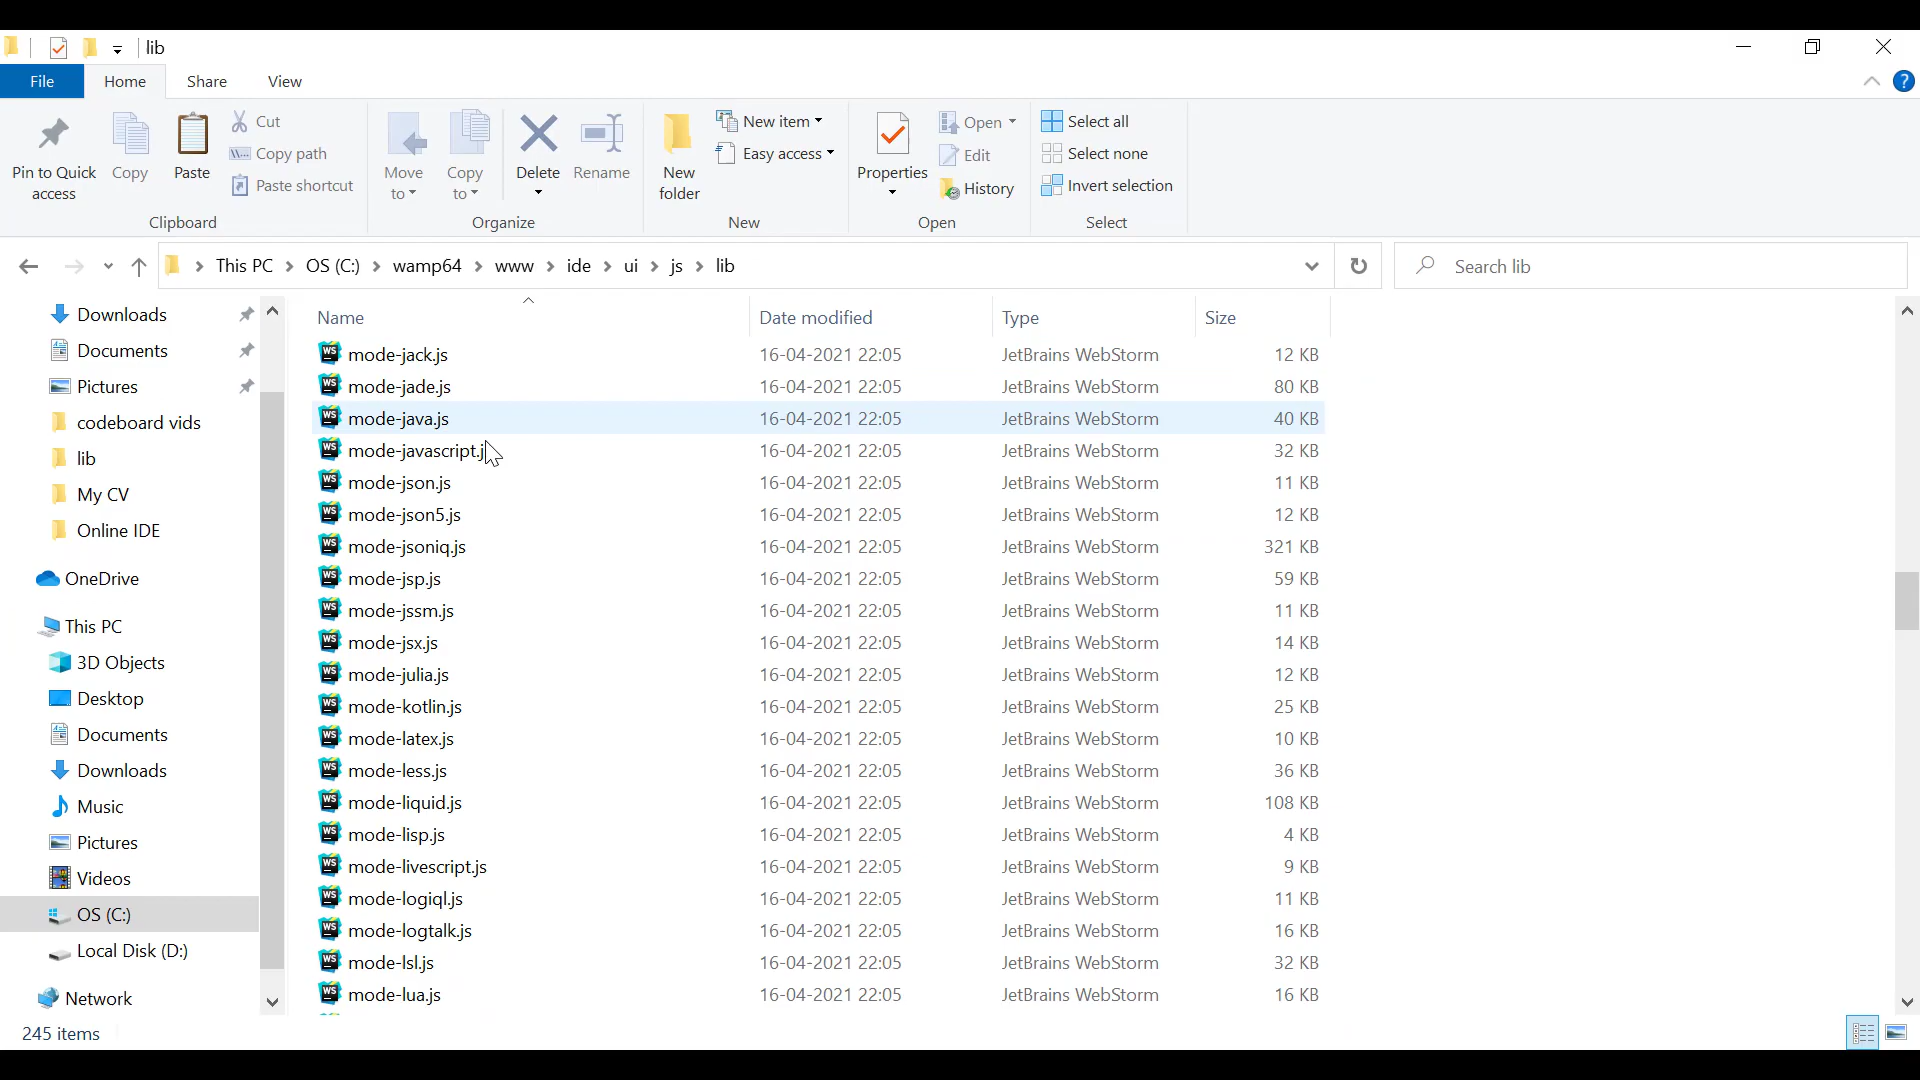 lib
File Home Share View
Pin to Quick access
Copy
Paste
Cut
Copy path
Paste shortcut
Clipboard
Move to
Copy to
Delete
Rename
Organize
New folder
New item
Easy access
New
Properties
Open
Edit
History
Open
Select all
Select none
Invert selection
Select
This PC > OS (C:) > wamp64 > www > ide > ui > js > lib
Search lib
Downloads
Documents
Pictures
codeboard vids
lib
My CV
Online IDE
OneDrive
This PC
3D Objects
Desktop
Documents
Downloads
Music
Pictures
Videos
OS (C:)
Local Disk (D:)
Network
Name Date modified Type Size
mode-jack.js 16-04-2021 22:05 JetBrains WebStorm 12 KB
mode-jade.js 16-04-2021 22:05 JetBrains WebStorm 80 KB
mode-java.js 16-04-2021 22:05 JetBrains WebStorm 40 KB
mode-javascript.j 16-04-2021 22:05 JetBrains WebStorm 32 KB
mode-json.js 16-04-2021 22:05 JetBrains WebStorm 11 KB
mode-json5.js 16-04-2021 22:05 JetBrains WebStorm 12 KB
mode-jsoniq.js 16-04-2021 22:05 JetBrains WebStorm 321 KB
mode-jsp.js 16-04-2021 22:05 JetBrains WebStorm 59 KB
mode-jssm.js 16-04-2021 22:05 JetBrains WebStorm 11 KB
mode-jsx.js 16-04-2021 22:05 JetBrains WebStorm 14 KB
mode-julia.js 16-04-2021 22:05 JetBrains WebStorm 12 KB
mode-kotlin.js 16-04-2021 22:05 JetBrains WebStorm 25 KB
mode-latex.js 16-04-2021 22:05 JetBrains WebStorm 10 KB
mode-less.js 16-04-2021 22:05 JetBrains WebStorm 36 KB
mode-liquid.js 16-04-2021 22:05 JetBrains WebStorm 108 KB
mode-lisp.js 16-04-2021 22:05 JetBrains WebStorm 4 KB
mode-livescript.js 16-04-2021 22:05 JetBrains WebStorm 9 KB
mode-logiql.js 16-04-2021 22:05 JetBrains WebStorm 11 KB
mode-logtalk.js 16-04-2021 22:05 JetBrains WebStorm 16 KB
mode-lsl.js 16-04-2021 22:05 JetBrains WebStorm 32 KB
mode-lua.js 16-04-2021 22:05 JetBrains WebStorm 16 KB
245 items